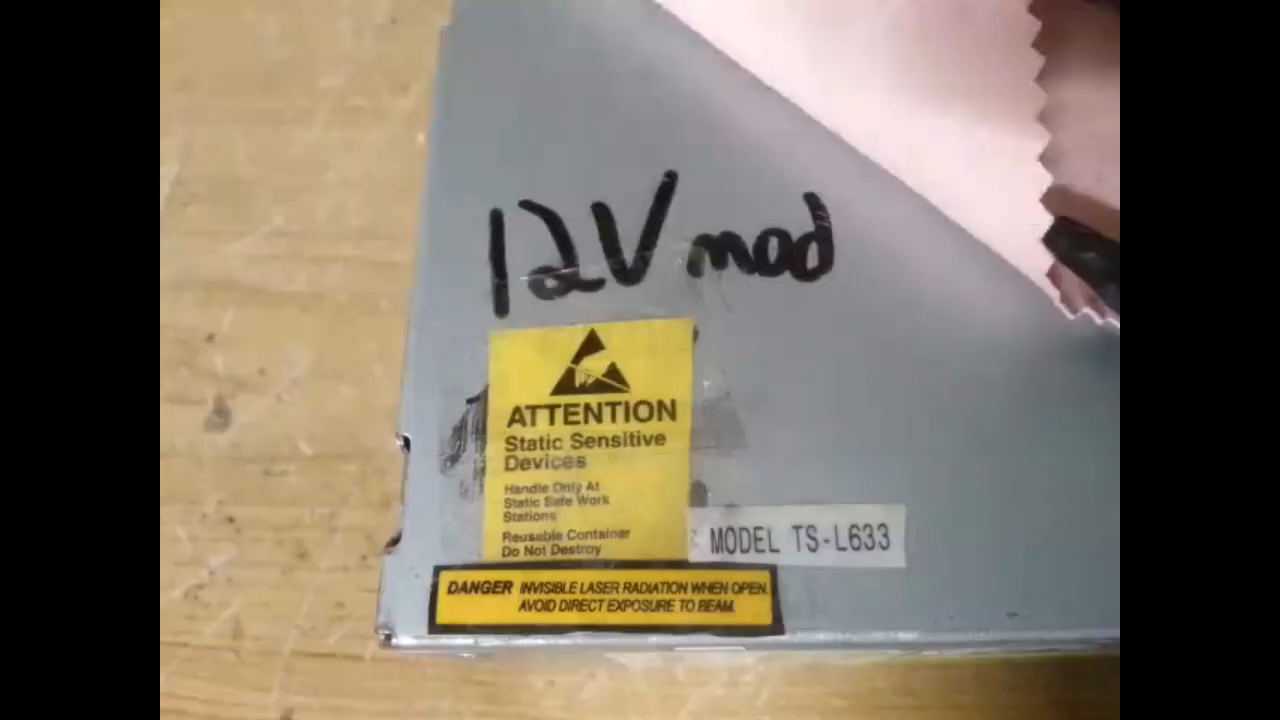 12V mod
ATTENTION
Static Sensitive
Devices
Handle Only At
Static Safe Work
Stations
Reusable Container
Do Not Destroy
MODEL TS-L633
DANGER INVISIBLE LASER RADIATION WHEN OPEN.
AVOID DIRECT EXPOSURE TO BEAM.